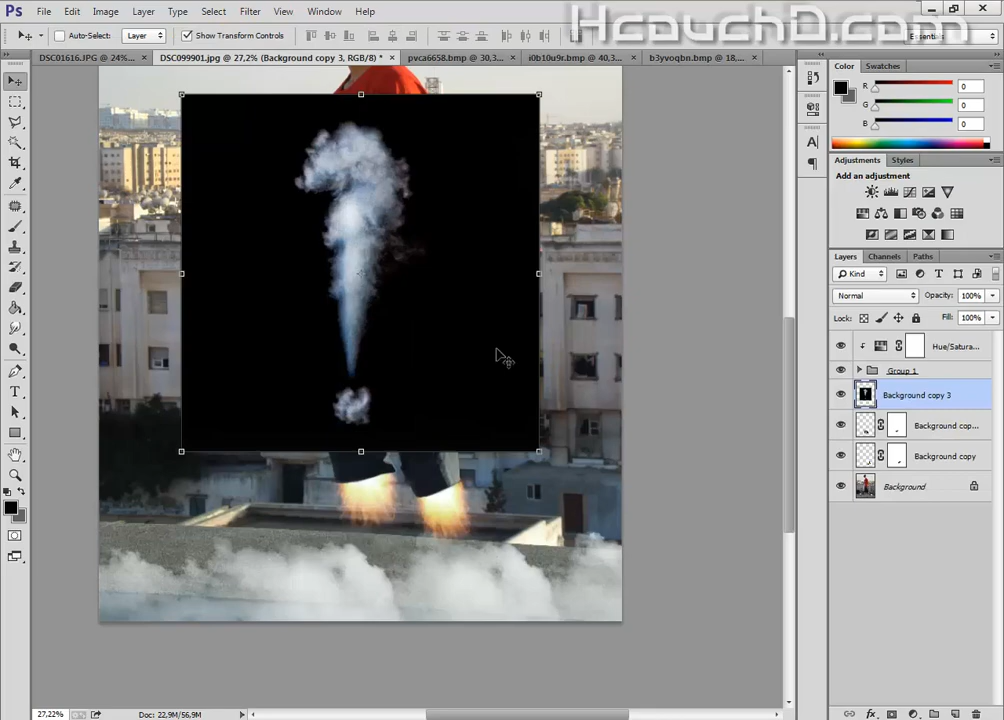 Ps File Edit Image Layer Type Select Filter View Window Help
HcouchD.com
Auto-Select: Layer Show Transform Controls Essentials
DSC01616.JPG @ 24%... × DSC099901.jpg @ 27,2% (Background copy 3, RGB/8) * × pvca6658.bmp @ 30,3... × i0b10u9r.bmp @ 40,3... × b3yvoqbn.bmp @ 18,... ×
Color Swatches
R 0
G 0
B 0
Adjustments Styles
Add an adjustment
Layers Channels Paths
Kind
Normal Opacity: 100%
Lock: Fill: 100%
Hue/Satura...
Group 1
Background copy 3
Background cop...
Background copy
Background
27,22% Doc: 22,9M/56,9M